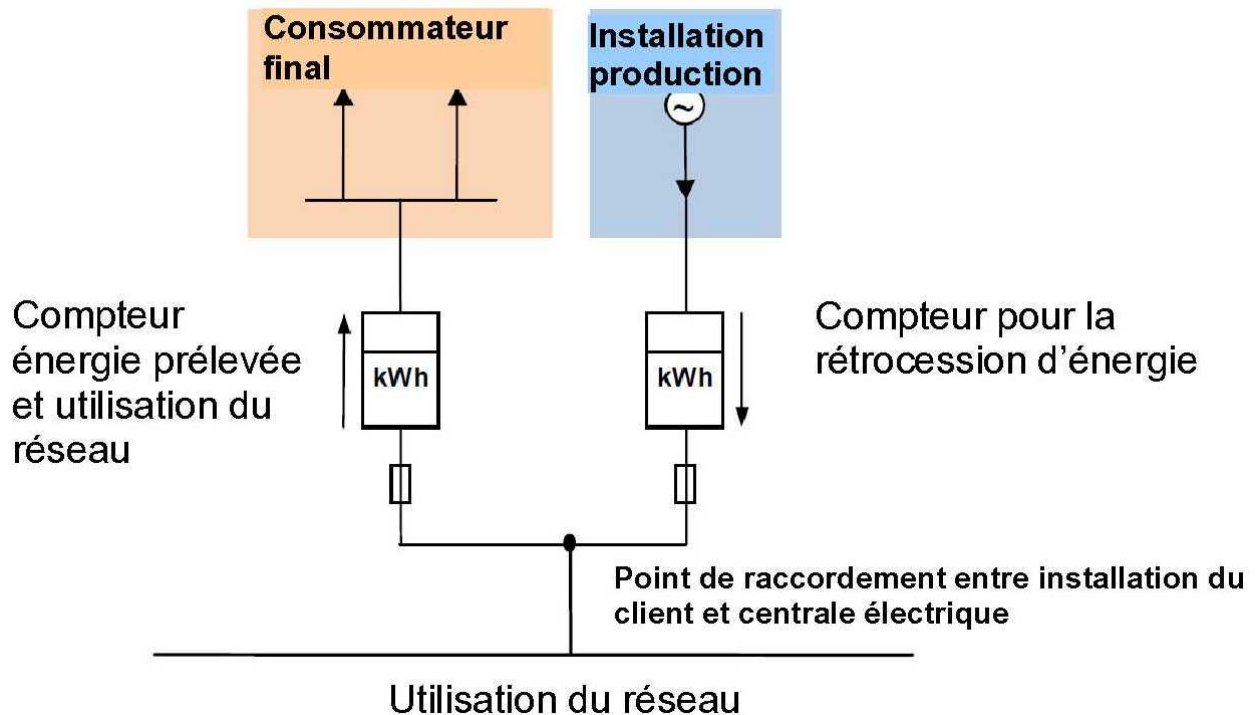 Consommateur
final
Installation
production
~
Compteur
énergie prélevée
et utilisation du
réseau
kWh
kWh
Compteur pour la
rétrocession d'énergie
Point de raccordement entre installation du
client et centrale électrique
Utilisation du réseau